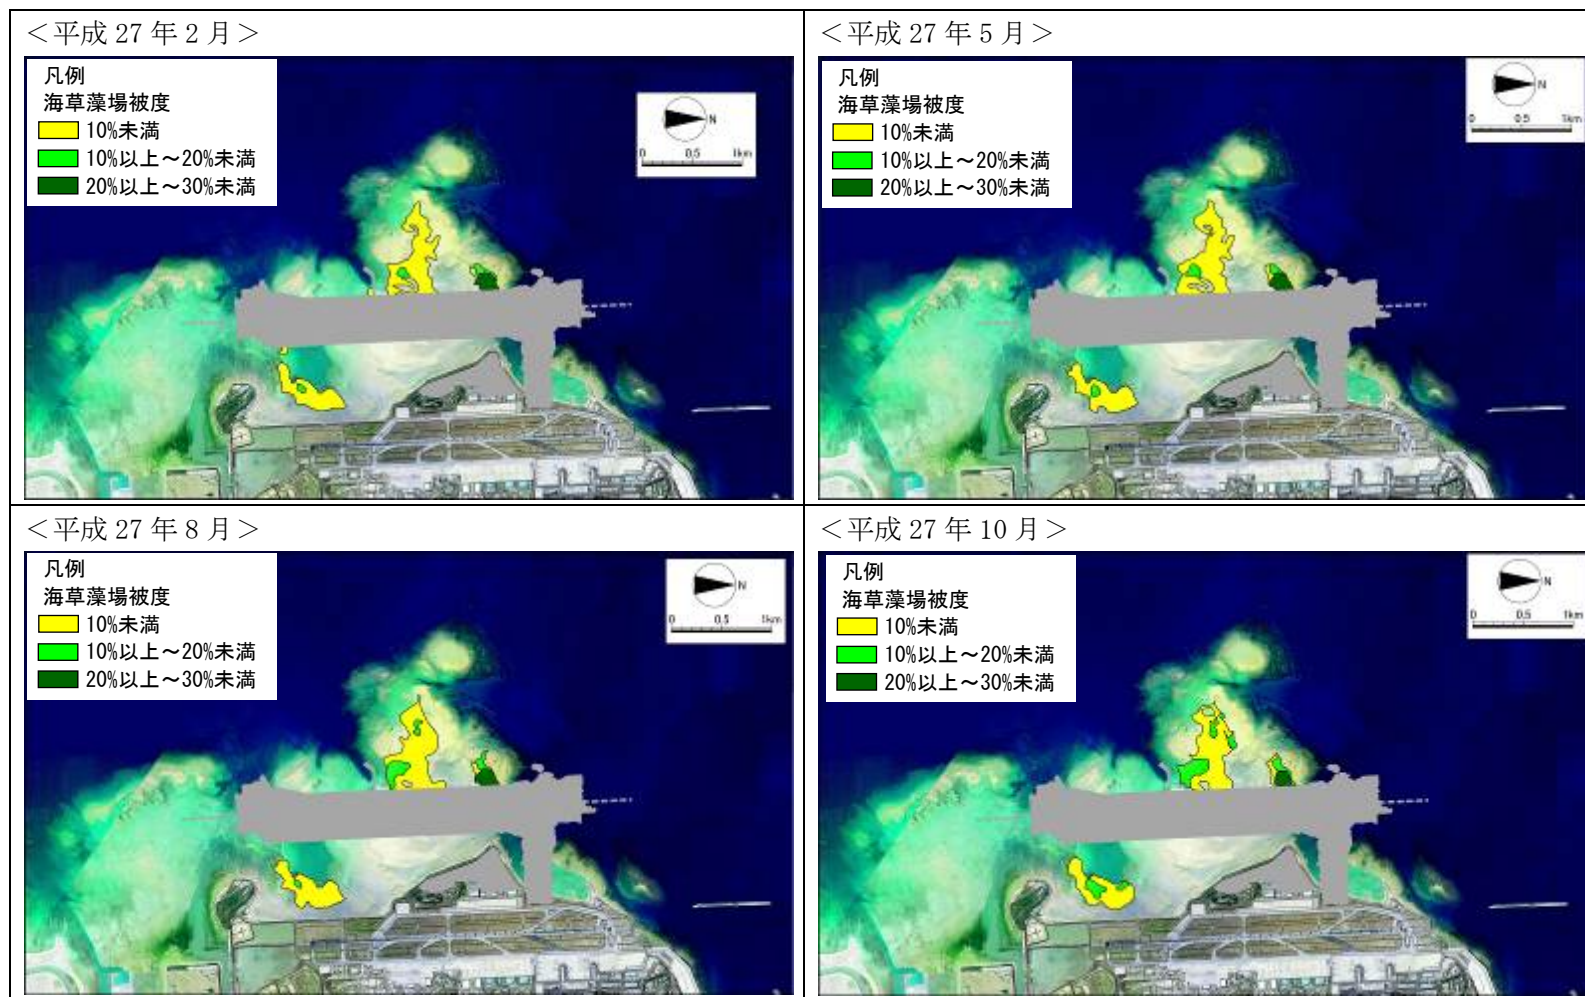 ＜平成 27 年 2 月＞
凡例
海草藻場被度
10%未満
10%以上～20%未満
20%以上～30%未満
N
0 0.5 1km
＜平成 27 年 5 月＞
凡例
海草藻場被度
10%未満
10%以上～20%未満
20%以上～30%未満
N
0 0.5 1km
＜平成 27 年 8 月＞
凡例
海草藻場被度
10%未満
10%以上～20%未満
20%以上～30%未満
N
0 0.5 1km
＜平成 27 年 10 月＞
凡例
海草藻場被度
10%未満
10%以上～20%未満
20%以上～30%未満
N
0 0.5 1km